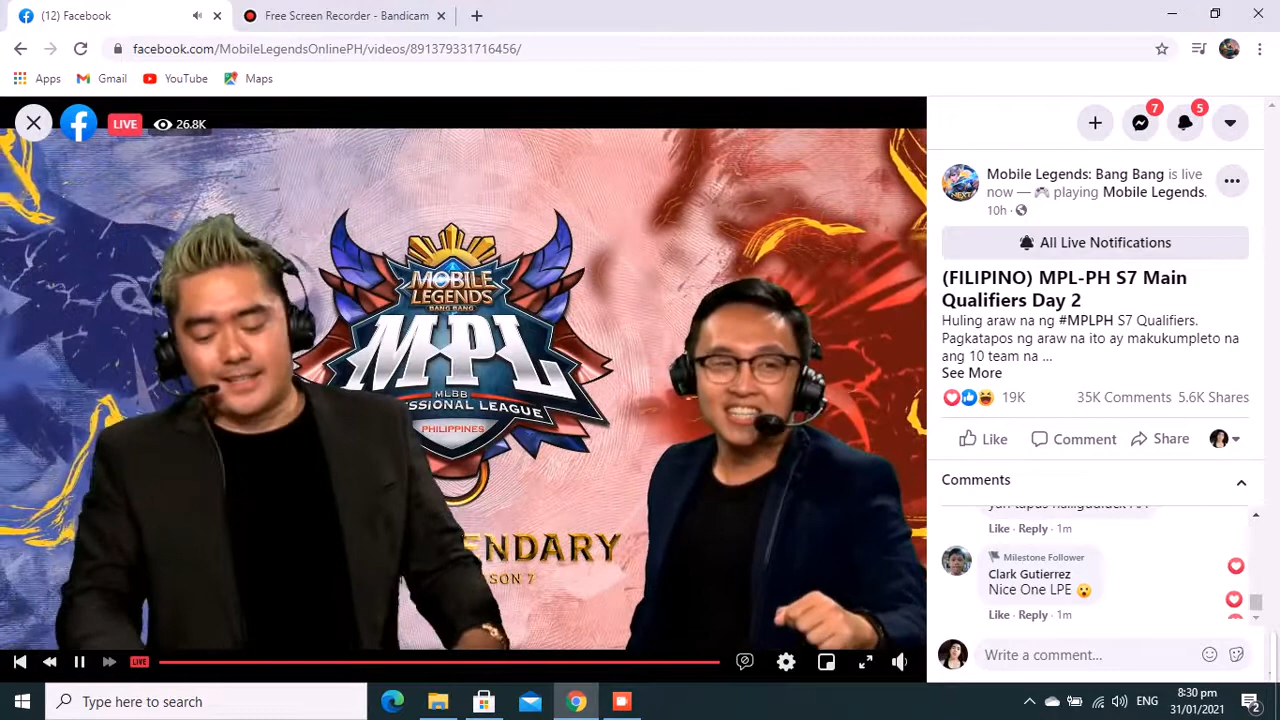 (12) Facebook
Free Screen Recorder - Bandicam
facebook.com/MobileLegendsOnlinePH/videos/891379331716456/
Apps
Gmail
YouTube
Maps
LIVE
26.8K
7
5
Mobile Legends: Bang Bang is live
now — 🎮 playing Mobile Legends.
10h ·
All Live Notifications
(FILIPINO) MPL-PH S7 Main
Qualifiers Day 2
Huling araw na ng #MPLPH S7 Qualifiers.
Pagkatapos ng araw na ito ay makukumpleto na
ang 10 team na ...
See More
19K
35K Comments 5.6K Shares
Like
Comment
Share
Comments
Like · Reply · 1m
Milestone Follower
Clark Gutierrez
Nice One LPE 😮
Like · Reply · 1m
Write a comment...
MOBILE
LEGENDS
BANG BANG
MPL
MLBB
ESSIONAL LEAGUE
PHILIPPINES
ENDARY
SON 7
LIVE
Type here to search
ENG
8:30 pm
31/01/2021
2